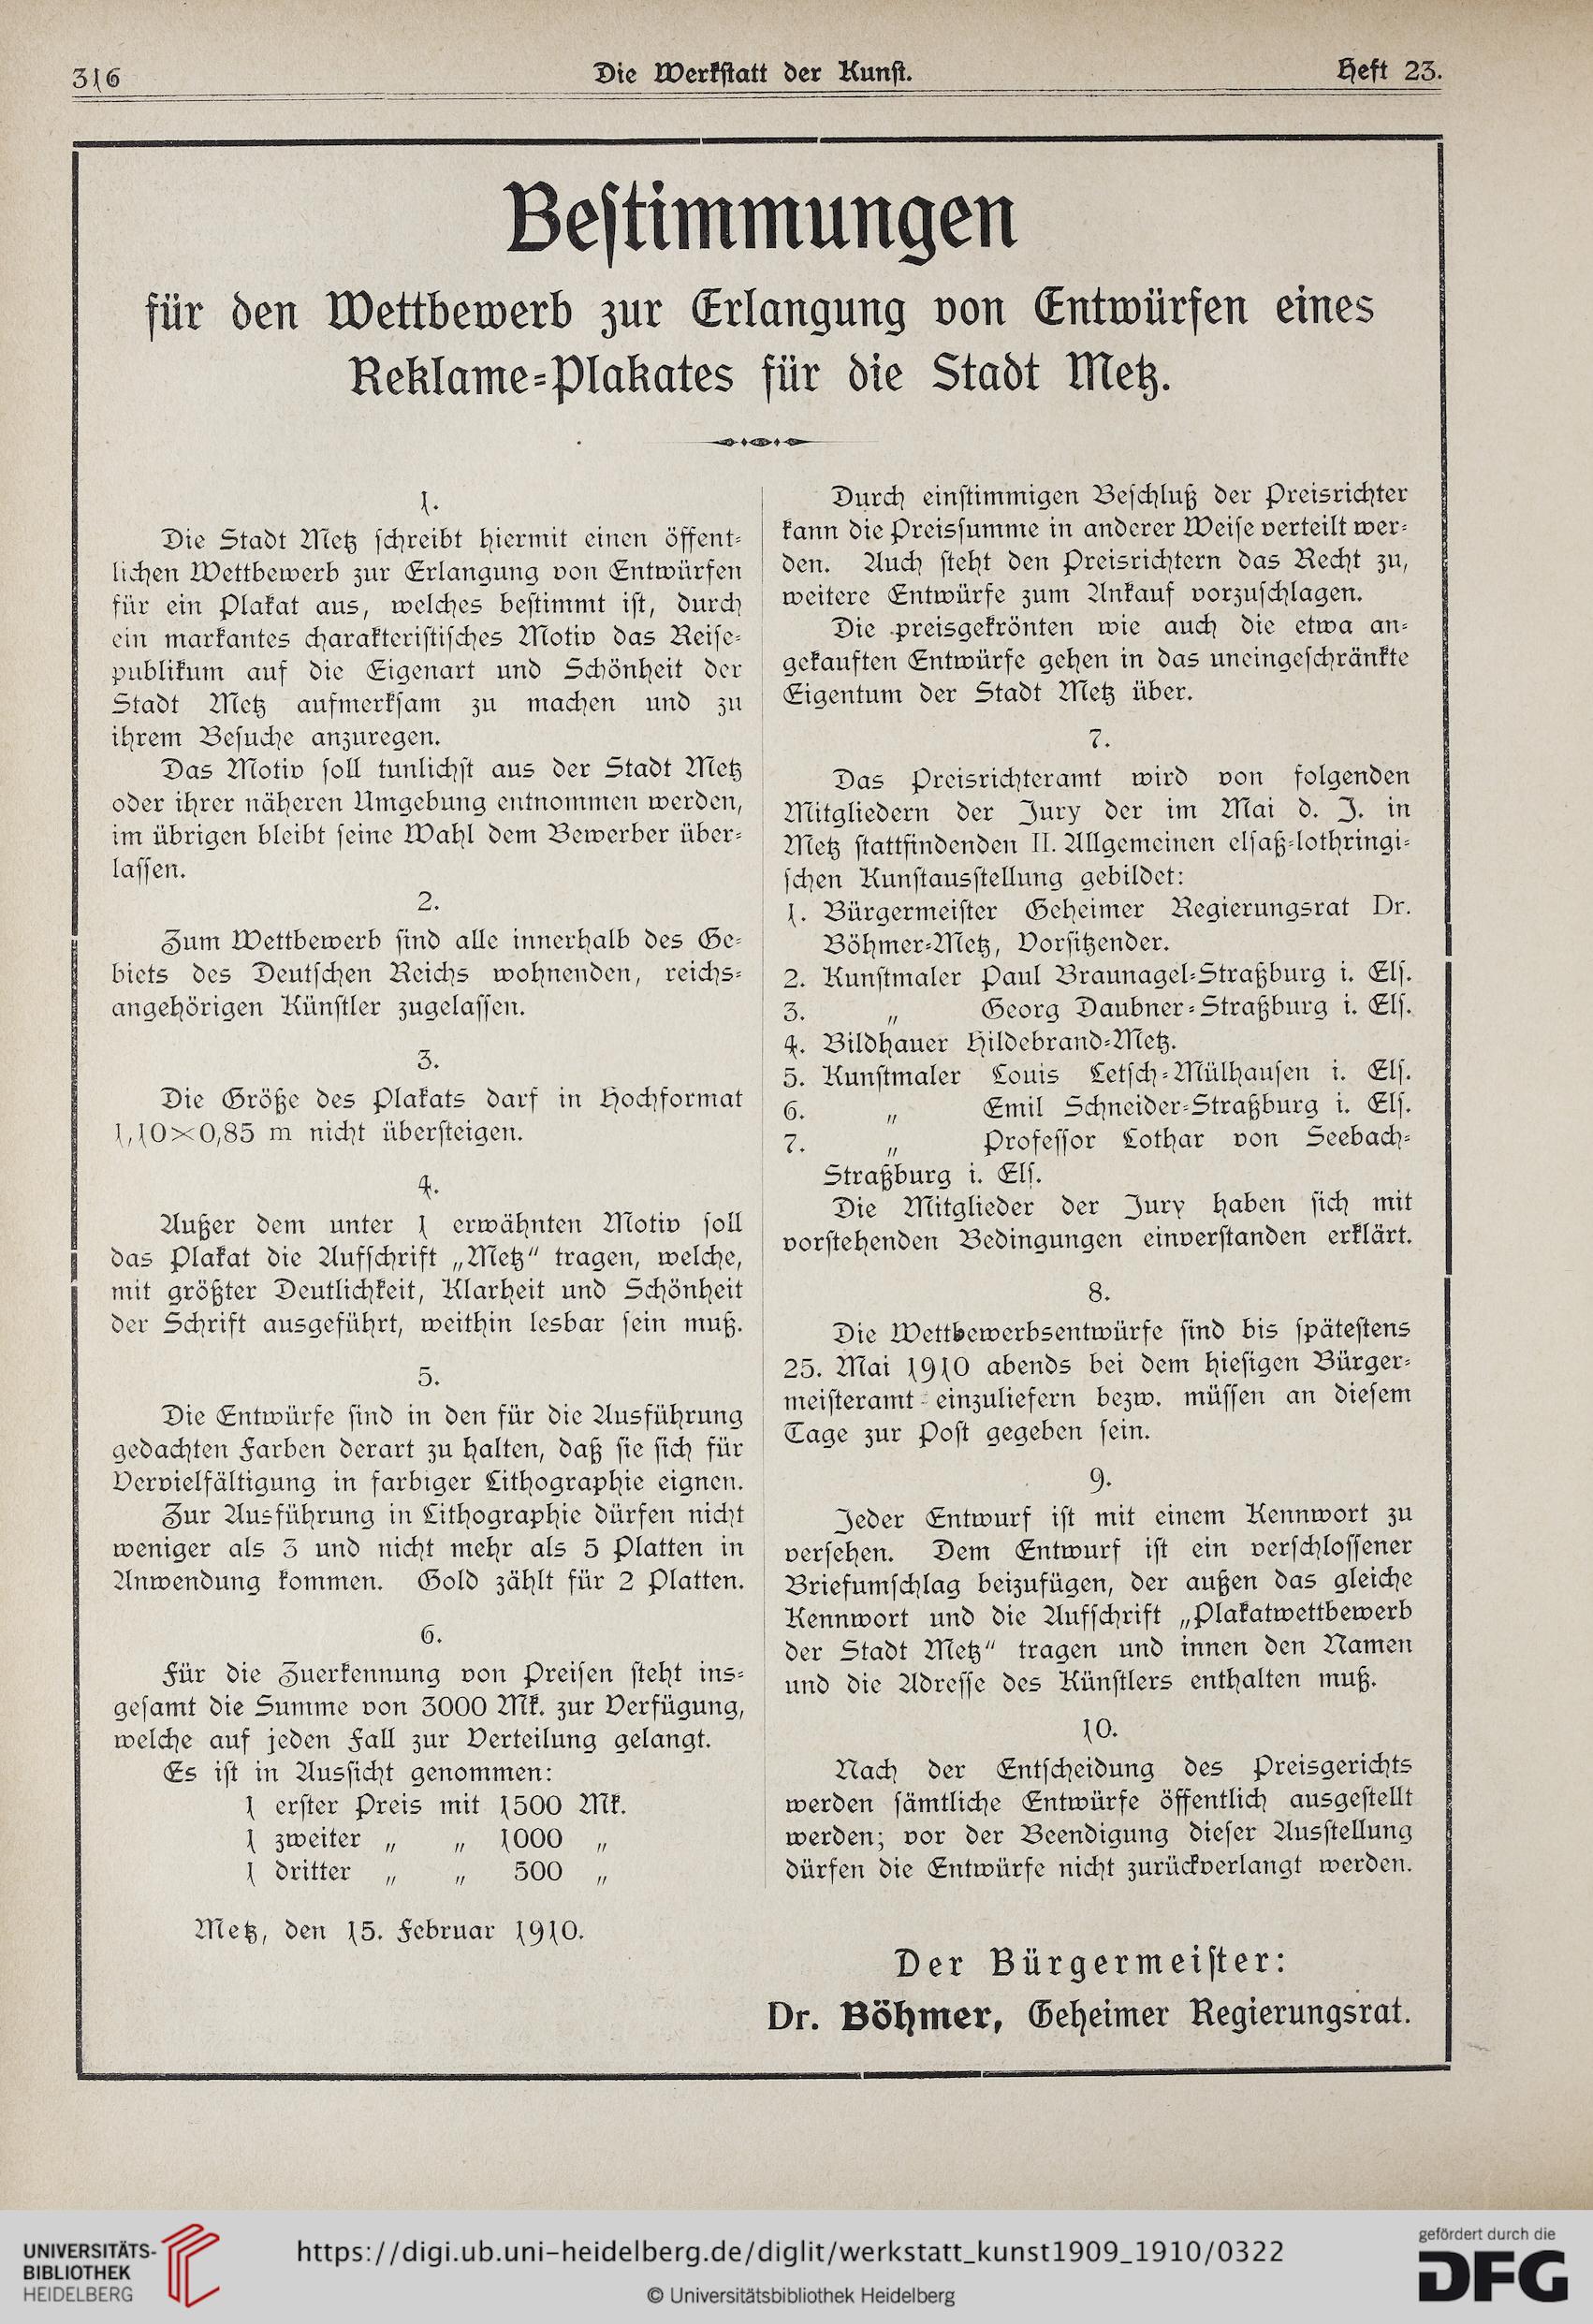 316
Die Werkſtatt der Kunſt.
Heft 23.
Beſtimmungen
für den Wettbewerb zur Erlangung von Entwürfen eines
Reklame-Plakates für die Stadt Metz.
1.
Die Stadt Metz ſchreibt hiermit einen öffent-
lichen Wettbewerb zur Erlangung von Entwürfen
für ein Plakat aus, welches beſtimmt iſt, durch
ein markantes charakteriſtiſches Motiv das Reiſe-
publikum auf die Eigenart und Schönheit der
Stadt Metz aufmerkſam zu machen und zu
ihrem Beſuche anzuregen.
Das Motiv ſoll tunlichſt aus der Stadt Metz
oder ihrer näheren Umgebung entnommen werden,
im übrigen bleibt ſeine Wahl dem Bewerber über-
laſſen.
2.
Zum Wettbewerb ſind alle innerhalb des Ge-
biets des Deutſchen Reichs wohnenden, reichs-
angehörigen Künſtler zugelaſſen.
3.
Die Größe des Plakats darf in Hochformat
1,10×0,85 m nicht überſteigen.
4.
Außer dem unter 1 erwähnten Motiv ſoll
das Plakat die Aufſchrift „Metz“ tragen, welche,
mit größter Deutlichkeit, Klarheit und Schönheit
der Schrift ausgeführt, weithin lesbar ſein muß.
5.
Die Entwürfe ſind in den für die Ausführung
gedachten Farben derart zu halten, daß ſie ſich für
Vervielfältigung in farbiger Lithographie eignen.
Zur Ausführung in Lithographie dürfen nicht
weniger als 3 und nicht mehr als 5 Platten in
Anwendung kommen. Gold zählt für 2 Platten.
6.
Für die Zuerkennung von Preiſen ſteht ins-
geſamt die Summe von 3000 Mk. zur Verfügung,
welche auf jeden Fall zur Verteilung gelangt.
Es iſt in Ausſicht genommen:
1 erſter Preis mit 1500 Mk.
1 zweiter „ „ 1000 „
1 dritter „ „ 500 „
Metz, den 15. Februar 1910.
Durch einſtimmigen Beſchluß der Preisrichter
kann die Preisſumme in anderer Weiſe verteilt wer-
den. Auch ſteht den Preisrichtern das Recht zu,
weitere Entwürfe zum Ankauf vorzuſchlagen.
Die preisgekrönten wie auch die etwa an-
gekauften Entwürfe gehen in das uneingeſchränkte
Eigentum der Stadt Metz über.
7.
Das Preisrichteramt wird von folgenden
Mitgliedern der Jury der im Mai d. J. in
Metz ſtattfindenden II. Allgemeinen elſaß-lothringi-
ſchen Kunſtausſtellung gebildet:
1. Bürgermeiſter Geheimer Regierungsrat Dr.
Böhmer-Metz, Vorſitzender.
2. Kunſtmaler Paul Braunagel-Straßburg i. Elſ.
3. „ Georg Daubner-Straßburg i. Elſ.
4. Bildhauer Hildebrand-Metz.
5. Kunſtmaler Louis Letſch-Mülhauſen i. Elſ.
6. „ Emil Schneider-Straßburg i. Elſ.
7. „ Profeſſor Lothar von Seebach-
Straßburg i. Elſ.
Die Mitglieder der Jury haben ſich mit
vorſtehenden Bedingungen einverſtanden erklärt.
8.
Die Wettbewerbsentwürfe ſind bis ſpäteſtens
25. Mai 1910 abends bei dem hieſigen Bürger-
meiſteramt einzuliefern bezw. müſſen an dieſem
Tage zur Poſt gegeben ſein.
9.
Jeder Entwurf iſt mit einem Kennwort zu
verſehen. Dem Entwurf iſt ein verſchloſſener
Briefumſchlag beizufügen, der außen das gleiche
Kennwort und die Aufſchrift „Plakatwettbewerb
der Stadt Metz“ tragen und innen den Namen
und die Adreſſe des Künſtlers enthalten muß.
10.
Nach der Entſcheidung des Preisgerichts
werden ſämtliche Entwürfe öffentlich ausgeſtellt
werden; vor der Beendigung dieſer Ausſtellung
dürfen die Entwürfe nicht zurückverlangt werden.
Der Bürgermeiſter:
Dr. Böhmer, Geheimer Regierungsrat.
UNIVERSITÄTS-
BIBLIOTHEK
HEIDELBERG
https://digi.ub.uni-heidelberg.de/diglit/werkstatt_kunst1909_1910/0322
© Universitätsbibliothek Heidelberg
gefördert durch die
DFG